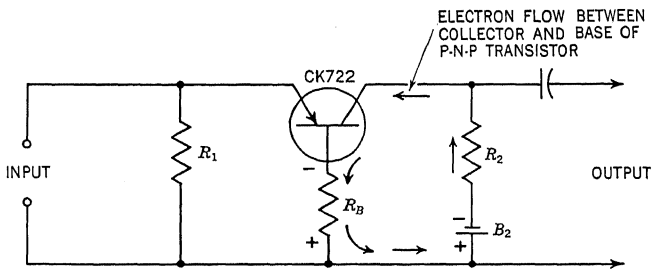 ELECTRON FLOW BETWEEN
COLLECTOR AND BASE OF
P-N-P TRANSISTOR
CK722
INPUT
R1
-
RB
+
R2
-
B2
+
OUTPUT